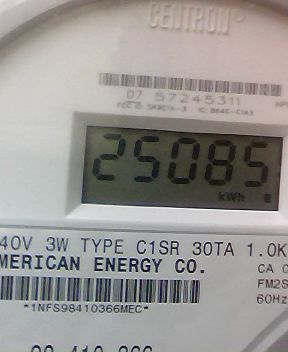 CENTRON®
07 57245311
25085
kWh
40V 3W TYPE C1SR 30TA 1.0K
MERICAN ENERGY CO.
CA 0
FM2S
60Hz
*1NFS98410366MEC*